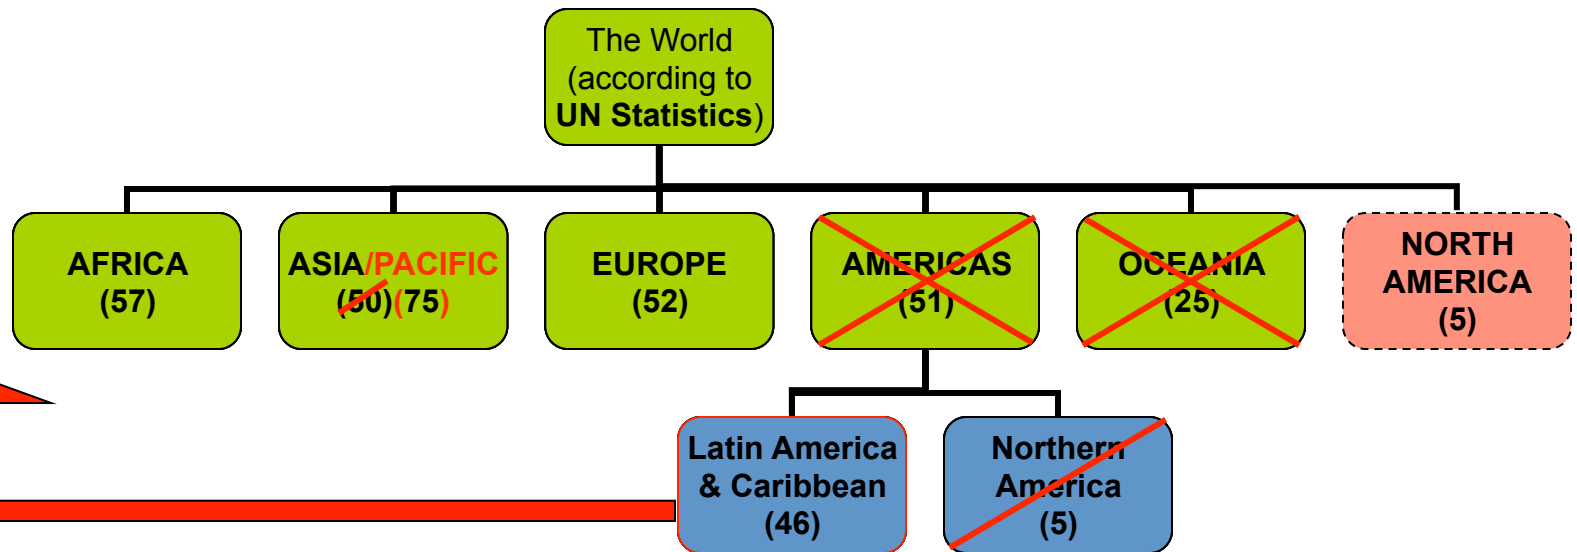 The World
(according to
UN Statistics)
AFRICA
(57)
ASIA/PACIFIC
(50)(75)
EUROPE
(52)
AMERICAS
(51)
OCEANIA
(25)
NORTH
AMERICA
(5)
Latin America
& Caribbean
(46)
Northern
America
(5)